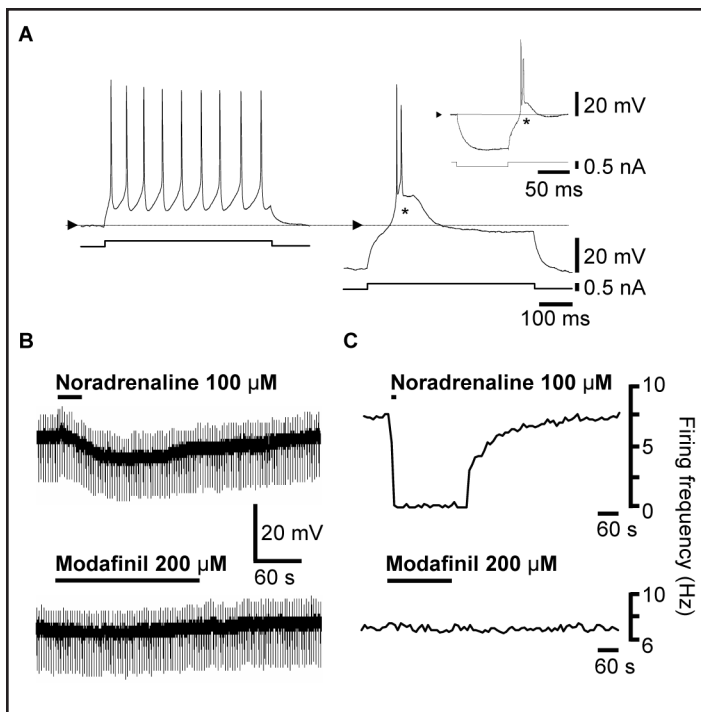 A
20 mV
*
0.5 nA
50 ms
*
20 mV
0.5 nA
100 ms
B
C
Noradrenaline 100 µM
Noradrenaline 100 µM
10
5
0
20 mV
60 s
60 s
Modafinil 200 µM
Modafinil 200 µM
10
6
60 s
Firing frequency (Hz)